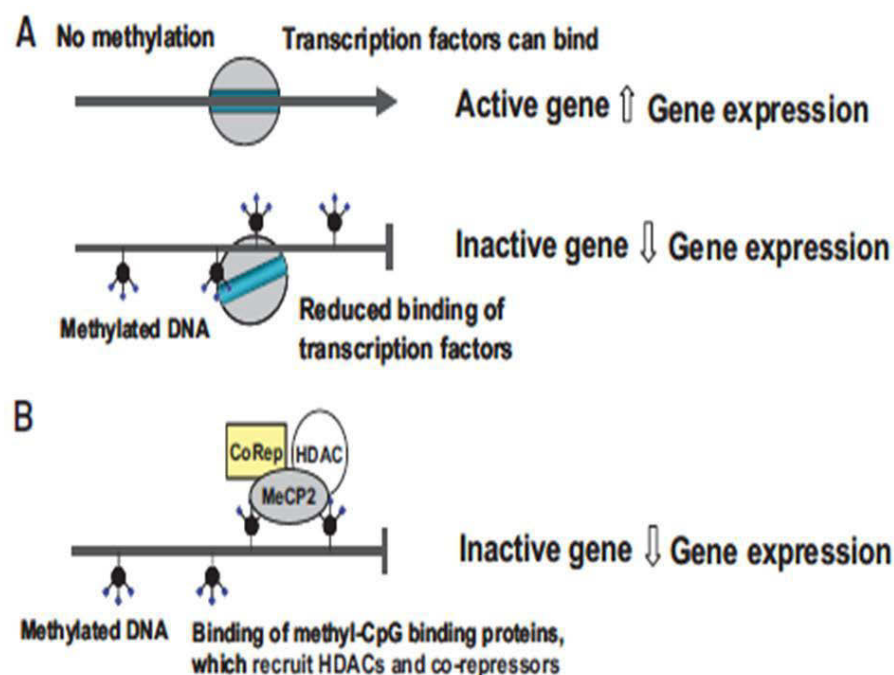 A No methylation Transcription factors can bind
Active gene ⇧ Gene expression
Inactive gene ⇩ Gene expression
Methylated DNA
Reduced binding of
transcription factors
B
CoRep HDAC
MeCP2
Inactive gene ⇩ Gene expression
Methylated DNA
Binding of methyl-CpG binding proteins,
which recruit HDACs and co-repressors